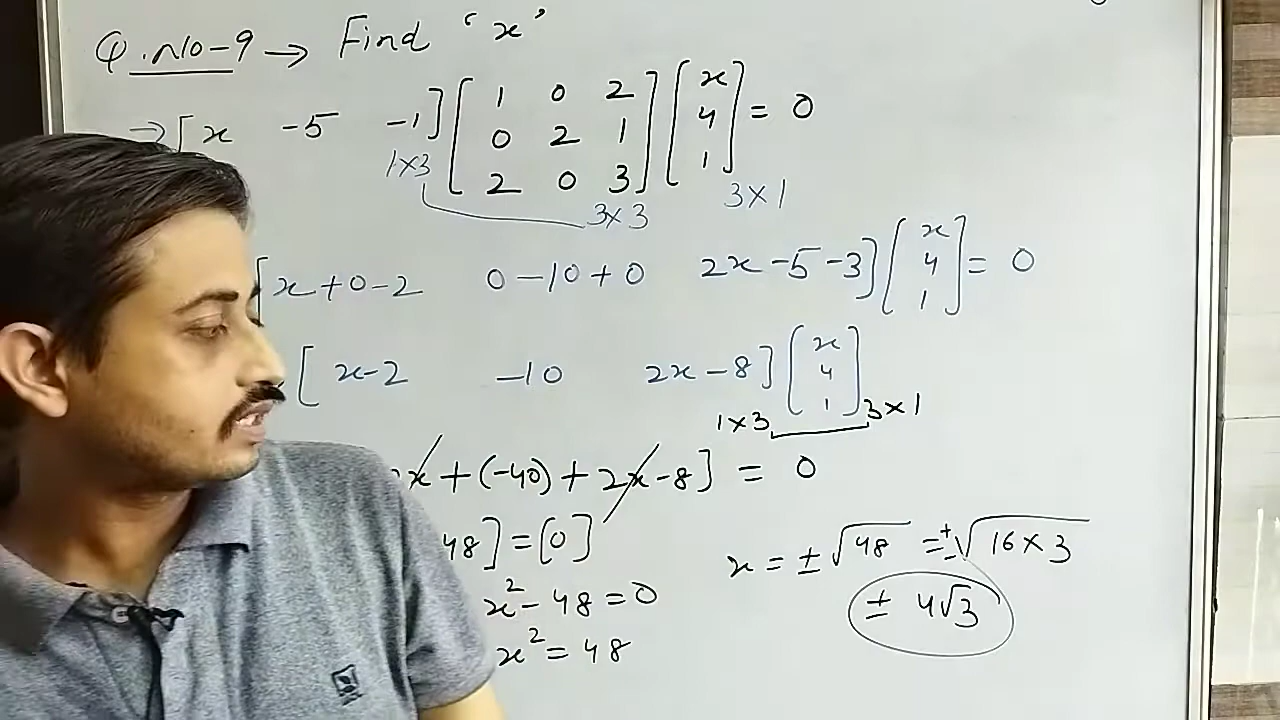 Q.No-9 → Find 'x'
→ [x -5 -1] [1 0 2 [x = 0
0 2 1 4
2 0 3] 1]
1×3 3×3 3×1
[x+0-2 0-10+0 2x-5-3] [x 4 1] = 0
[x-2 -10 2x-8] [x 4 1]
1×3 3×1
x + (-40) + 2x - 8] = 0
48] = [0]
x² - 48 = 0
x² = 48
x = ± √48 = ± √16×3
± 4√3